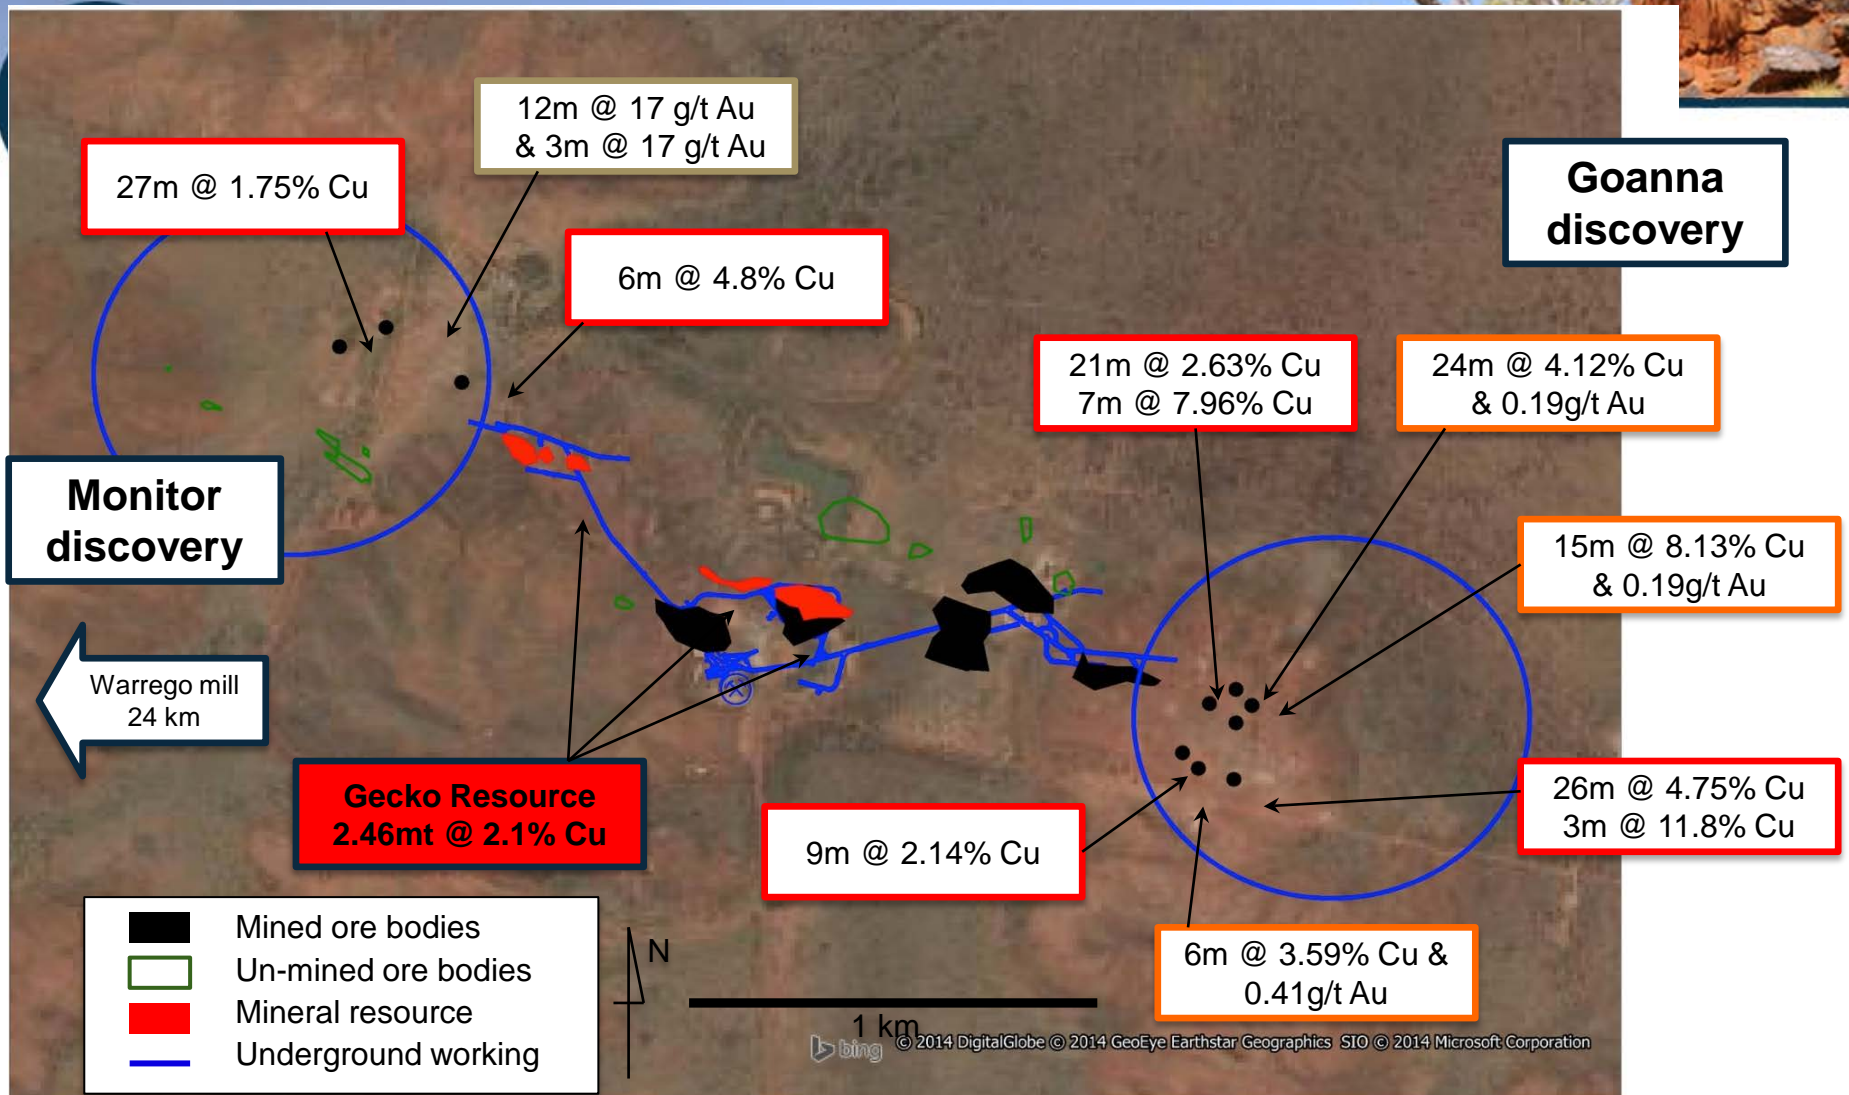 12m @ 17 g/t Au
& 3m @ 17 g/t Au
27m @ 1.75% Cu
Goanna
discovery
6m @ 4.8% Cu
21m @ 2.63% Cu
7m @ 7.96% Cu
24m @ 4.12% Cu
& 0.19g/t Au
Monitor
discovery
15m @ 8.13% Cu
& 0.19g/t Au
Warrego mill
24 km
Gecko Resource
2.46mt @ 2.1% Cu
26m @ 4.75% Cu
3m @ 11.8% Cu
9m @ 2.14% Cu
6m @ 3.59% Cu &
0.41g/t Au
Mined ore bodies
Un-mined ore bodies
Mineral resource
Underground working
N
1 km
bing
© 2014 DigitalGlobe © 2014 GeoEye Earthstar Geographics SIO © 2014 Microsoft Corporation